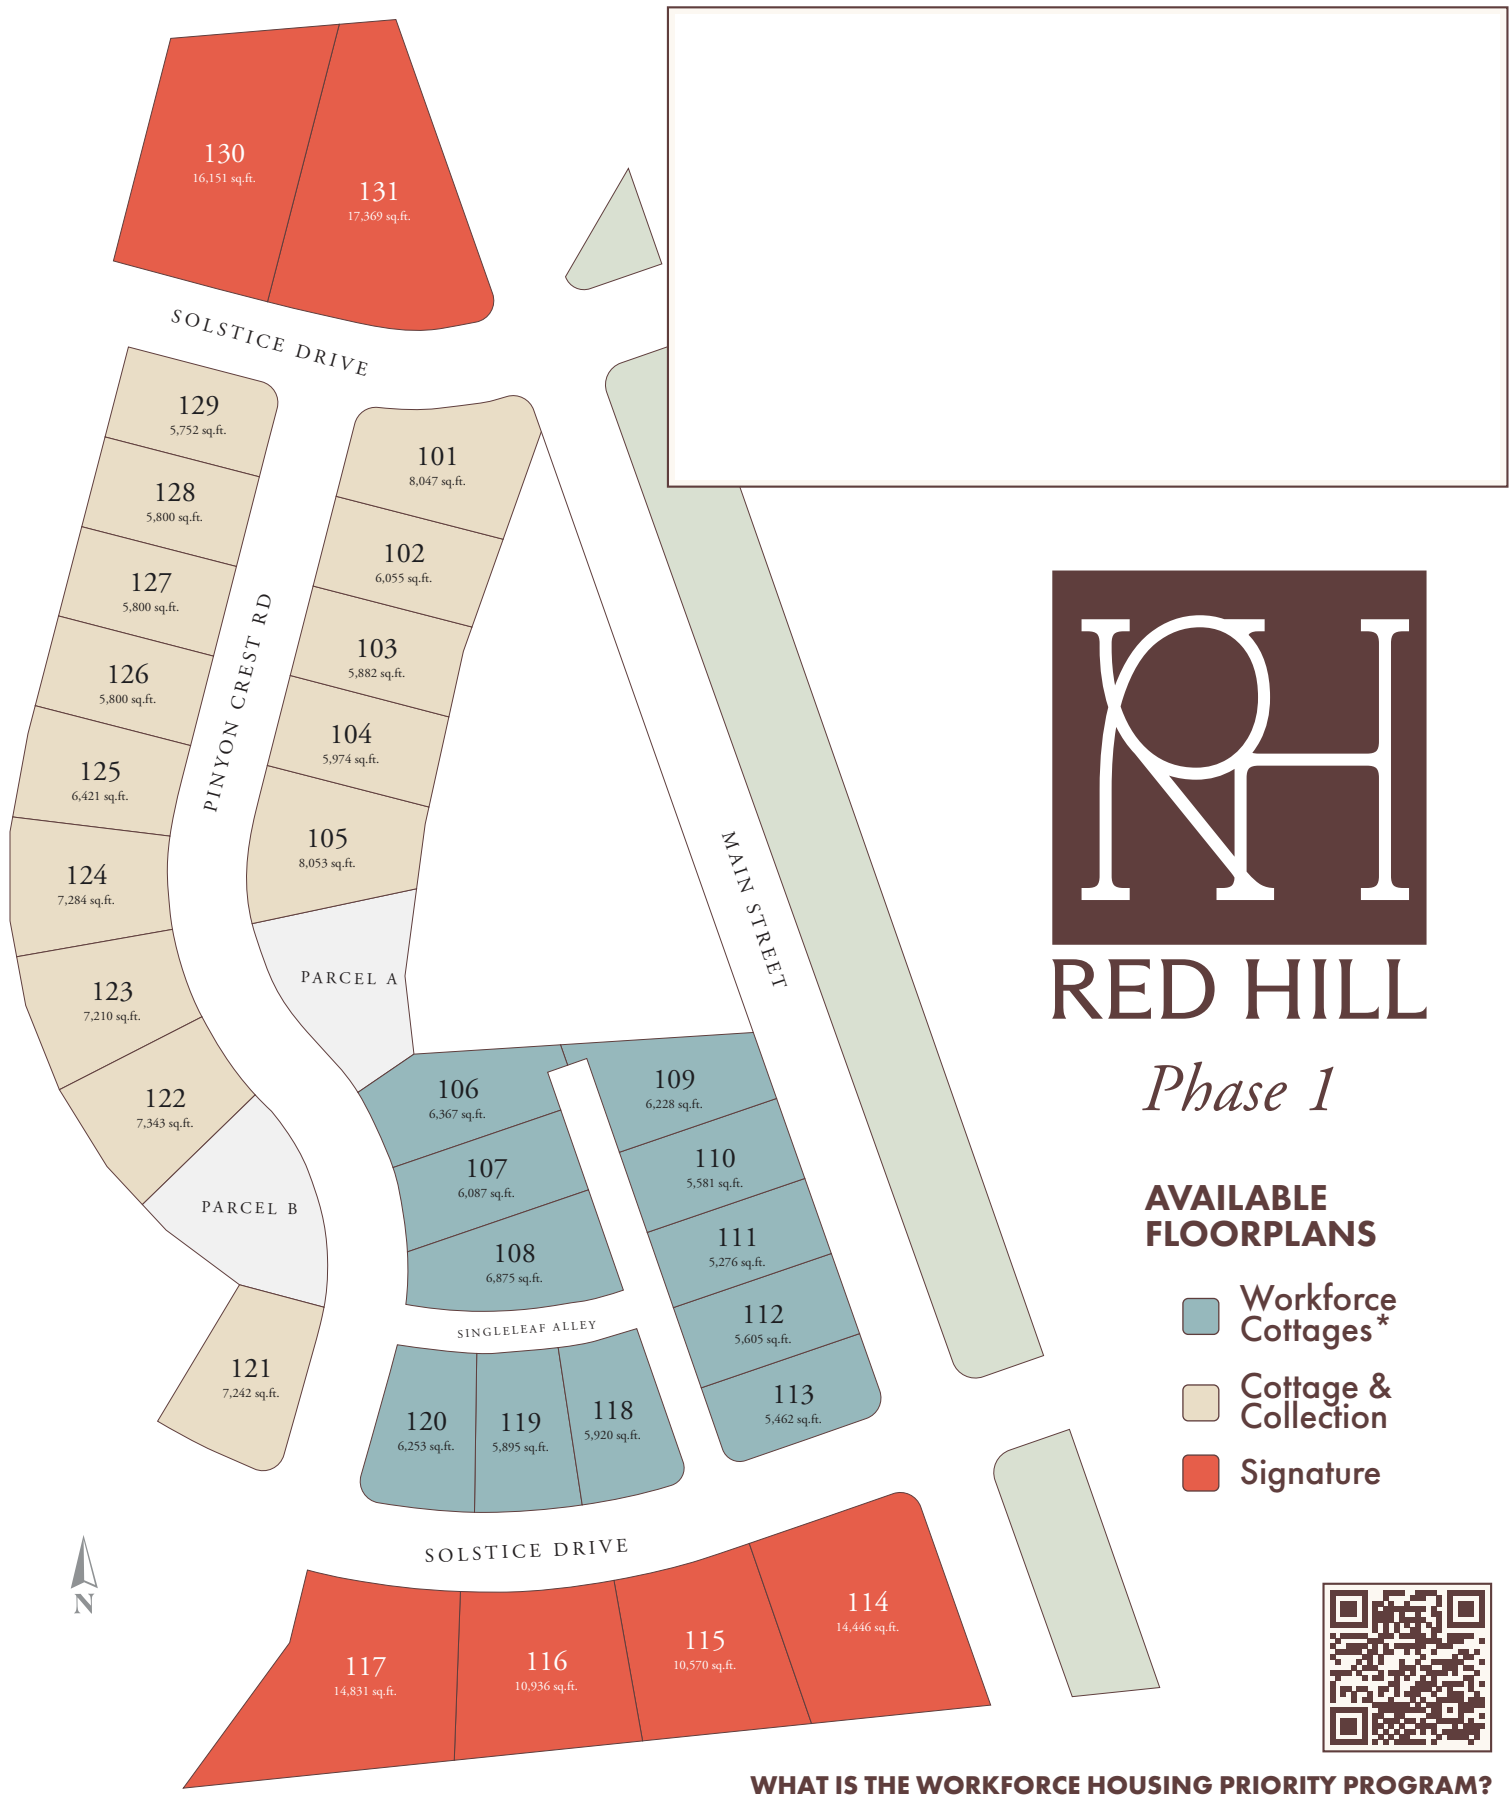 130
16,151 sq.ft.
131
17,369 sq.ft.
SOLSTICE DRIVE
129
5,752 sq.ft.
128
5,800 sq.ft.
127
5,800 sq.ft.
126
5,800 sq.ft.
125
6,421 sq.ft.
124
7,284 sq.ft.
123
7,210 sq.ft.
122
7,343 sq.ft.
PARCEL B
121
7,242 sq.ft.
PINYON CREST RD
101
8,047 sq.ft.
102
6,055 sq.ft.
103
5,882 sq.ft.
104
5,974 sq.ft.
105
8,053 sq.ft.
PARCEL A
MAIN STREET
106
6,367 sq.ft.
107
6,087 sq.ft.
108
6,875 sq.ft.
109
6,228 sq.ft.
110
5,581 sq.ft.
111
5,276 sq.ft.
112
5,605 sq.ft.
113
5,462 sq.ft.
SINGLELEAF ALLEY
120
6,253 sq.ft.
119
5,895 sq.ft.
118
5,920 sq.ft.
SOLSTICE DRIVE
117
14,831 sq.ft.
116
10,936 sq.ft.
115
10,570 sq.ft.
114
14,446 sq.ft.
N
RH
RED HILL
Phase 1
AVAILABLE
FLOORPLANS
Workforce
Cottages*
Cottage &
Collection
Signature
WHAT IS THE WORKFORCE HOUSING PRIORITY PROGRAM?